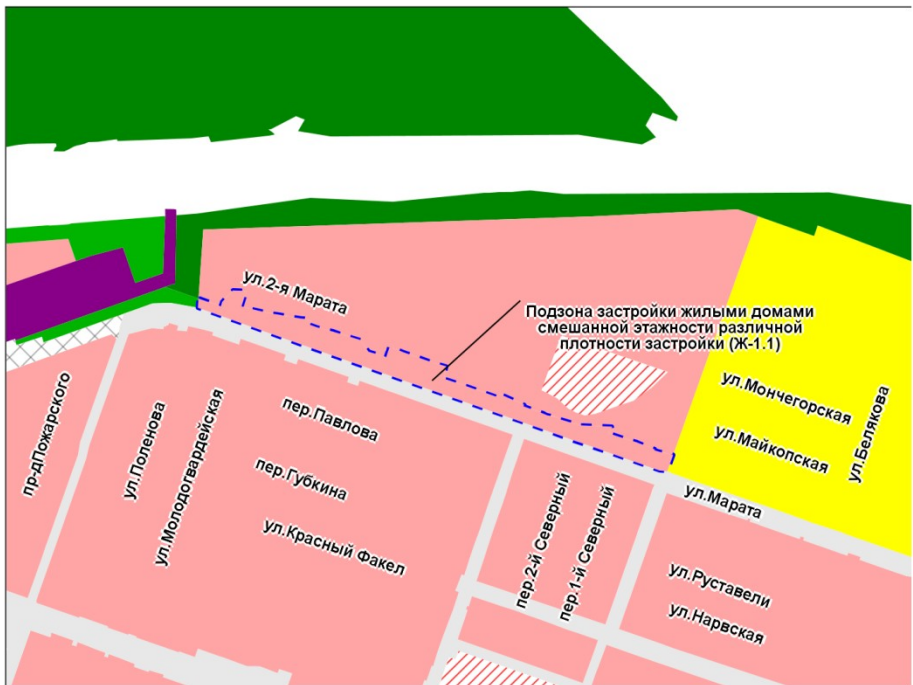 ул.2-я Марата
Подзона застройки жилыми домами
смешанной этажности различной
плотности застройки (Ж-1.1)
ул.Мончегорская
ул.Майкопская
ул.Белякова
пр-дПожарского
ул.Поленова
ул.Молодогвардейская
пер.Павлова
пер.Губкина
ул.Красный Факел
пер.2-й Северный
пер.1-й Северный
ул.Марата
ул.Руставели
ул.Нарвская